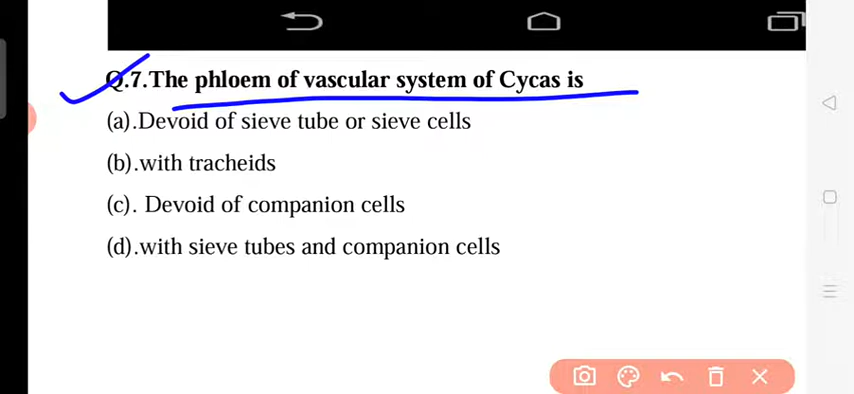 Q.7.The phloem of vascular system of Cycas is
(a).Devoid of sieve tube or sieve cells
(b).with tracheids
(c). Devoid of companion cells
(d).with sieve tubes and companion cells